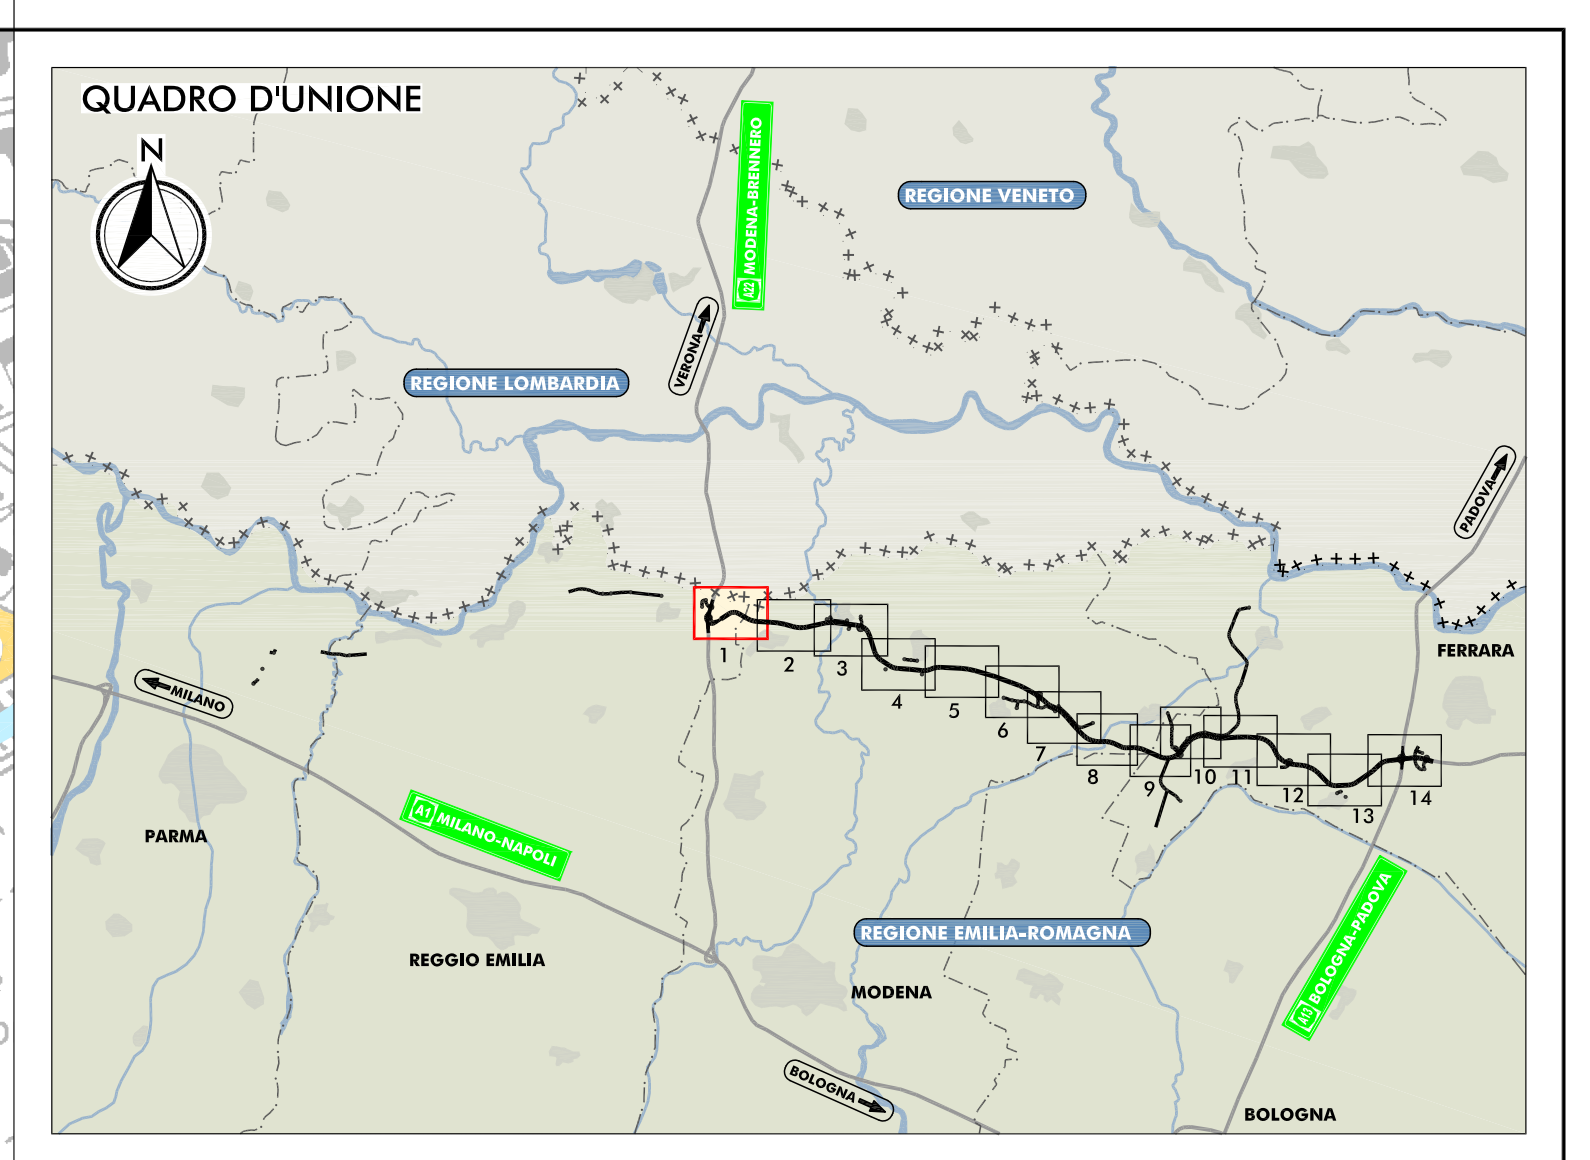 QUADRO D'UNIONE
N
A22 MODENA-BRENNERO
REGIONE VENETO
VERONA
REGIONE LOMBARDIA
PADOVA
FERRARA
MILANO
1
2
3
4
5
6
7
8
9
10
11
12
13
14
A1 MILANO-NAPOLI
PARMA
REGGIO EMILIA
REGIONE EMILIA-ROMAGNA
MODENA
A13 BOLOGNA-PADOVA
BOLOGNA
BOLOGNA